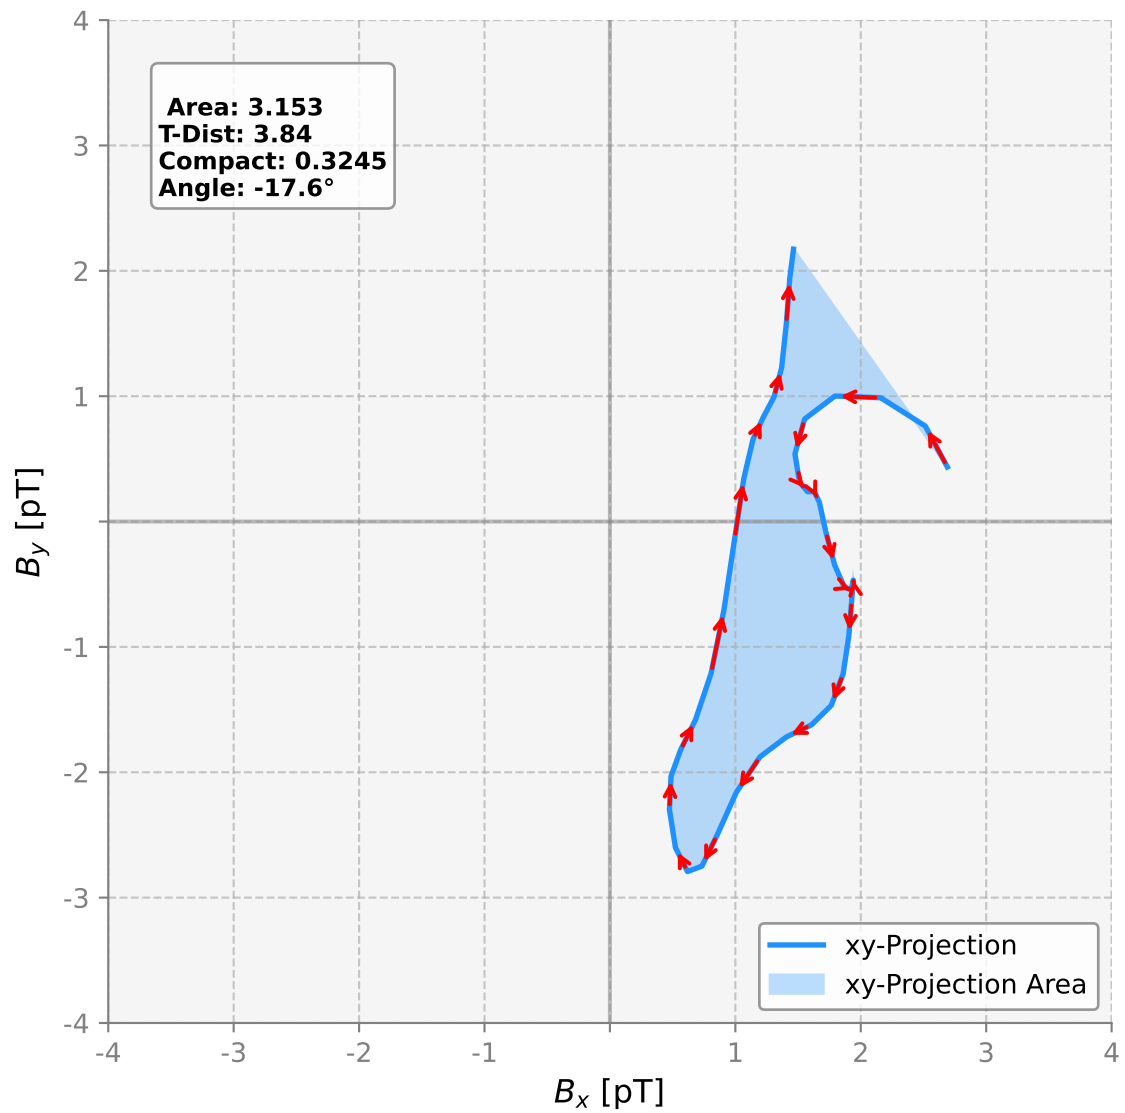 4
3
2
1
-1
-2
-3
-4
Area: 3.153
T-Dist: 3.84
Compact: 0.3245
Angle: -17.6°
B_y [pT]
xy-Projection
xy-Projection Area
-4 -3 -2 -1 1 2 3 4
B_x [pT]